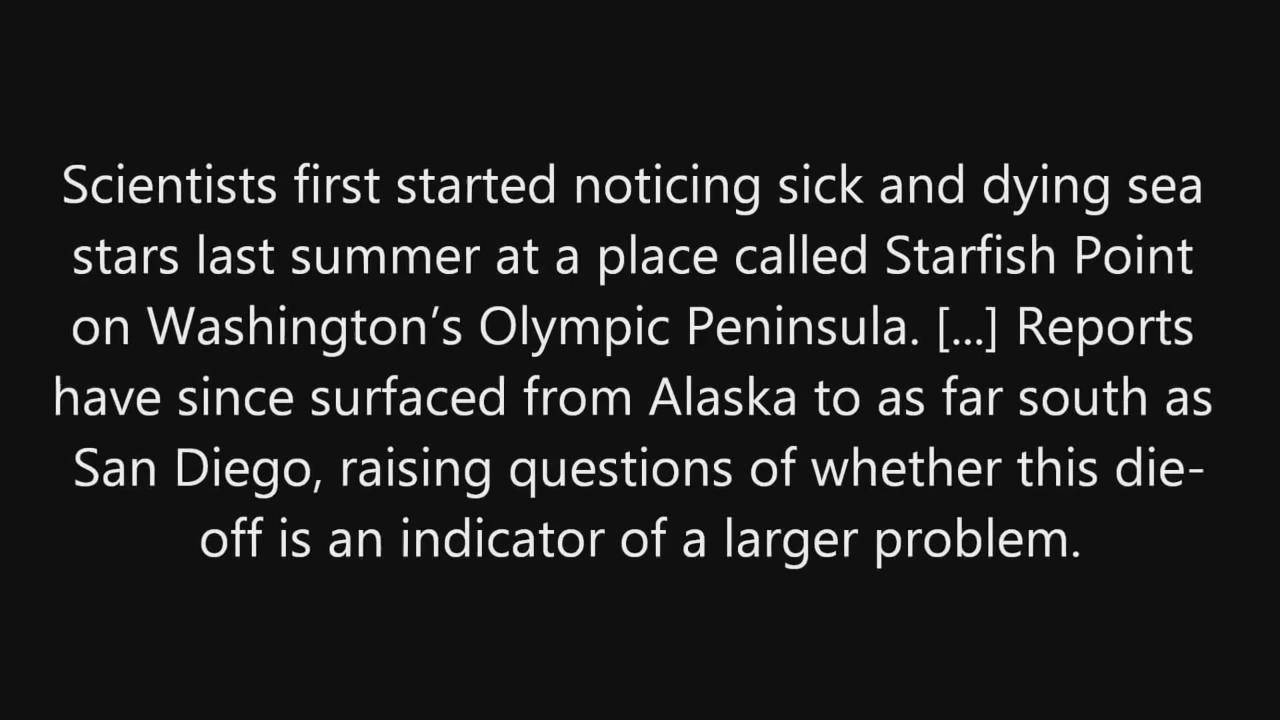 Scientists first started noticing sick and dying sea
stars last summer at a place called Starfish Point
on Washington’s Olympic Peninsula. [...] Reports
have since surfaced from Alaska to as far south as
San Diego, raising questions of whether this die-
off is an indicator of a larger problem.